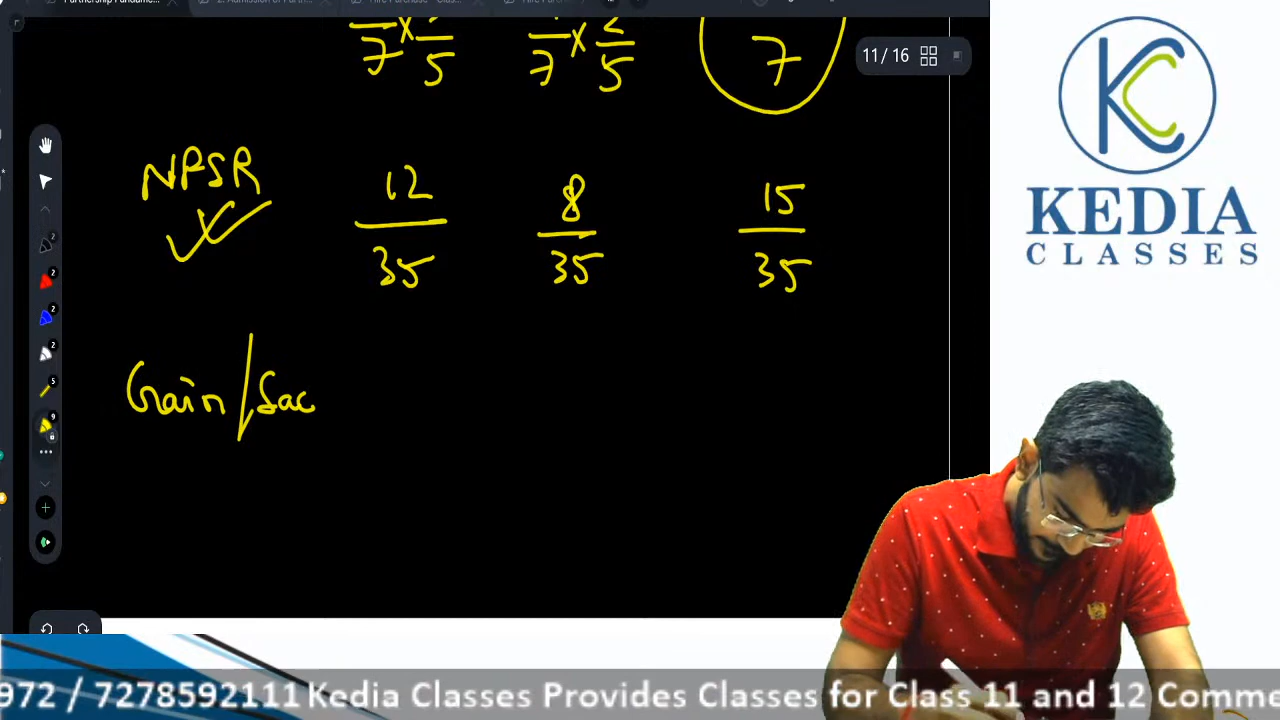 11 / 16
7 × 5
7 × 2/5
7
NPSR
12/35
8/35
15/35
Gain/Sac
KEDIA
CLASSES
972 / 7278592111 Kedia Classes Provides Classes for Class 11 and 12 Comme